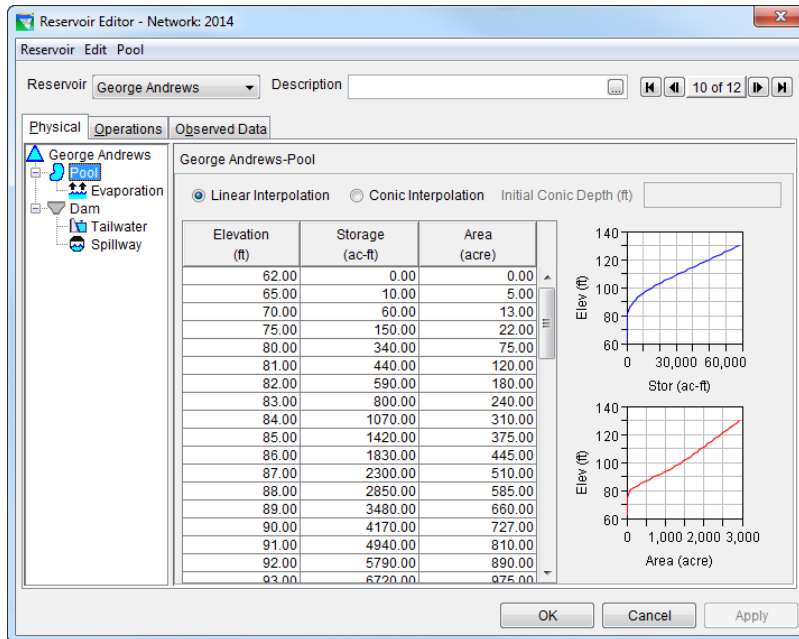 Reservoir Editor - Network: 2014
Reservoir Edit Pool
Reservoir George Andrews Description ... 10 of 12
Physical Operations Observed Data
George Andrews
Pool
Evaporation
Dam
Tailwater
Spillway
George Andrews-Pool
Linear Interpolation Conic Interpolation Initial Conic Depth (ft)
Elevation Storage Area
(ft) (ac-ft) (acre)
62.00 0.00 0.00
65.00 10.00 5.00
70.00 60.00 13.00
75.00 150.00 22.00
80.00 340.00 75.00
81.00 440.00 120.00
82.00 590.00 180.00
83.00 800.00 240.00
84.00 1070.00 310.00
85.00 1420.00 375.00
86.00 1830.00 445.00
87.00 2300.00 510.00
88.00 2850.00 585.00
89.00 3480.00 660.00
90.00 4170.00 727.00
91.00 4940.00 810.00
92.00 5790.00 890.00
93.00 6720.00 975.00
140
120
100
80
60
Elev (ft)
0 30,000 60,000
Stor (ac-ft)
140
120
100
80
60
Elev (ft)
0 1,000 2,000 3,000
Area (acre)
OK Cancel Apply